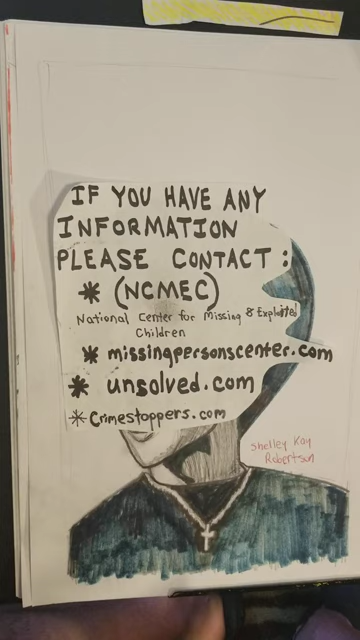 IF YOU HAVE ANY
INFORMATION
PLEASE CONTACT :
* (NCMEC)
National Center for Missing & Exploited
Children
* missingpersonscenter.com
* unsolved.com
* Crimestoppers.com
Shelley Kay
Robertson